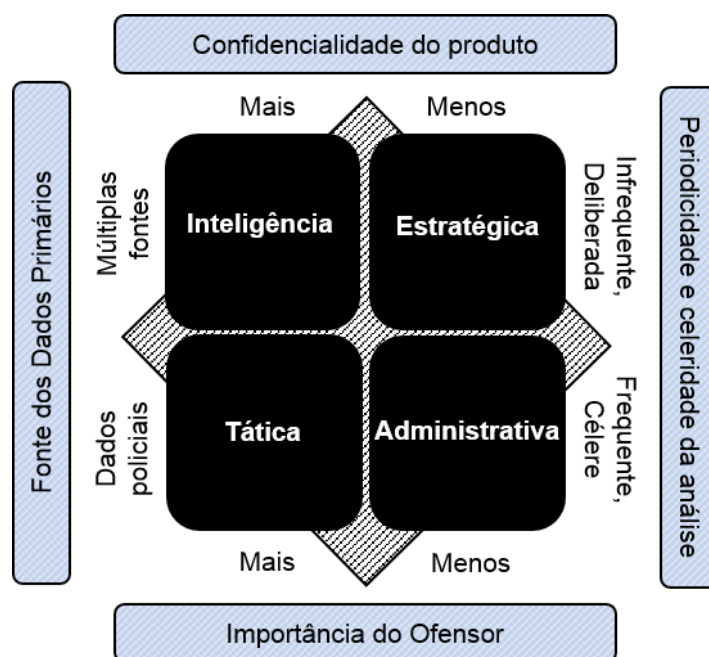 Confidencialidade do produto
Mais
Menos
Fonte dos Dados Primários
Múltiplas
fontes
Inteligência
Estratégica
Infrequente,
Deliberada
Periodicidade e celeridade da análise
Dados
policiais
Tática
Administrativa
Frequente,
Célere
Mais
Menos
Importância do Ofensor